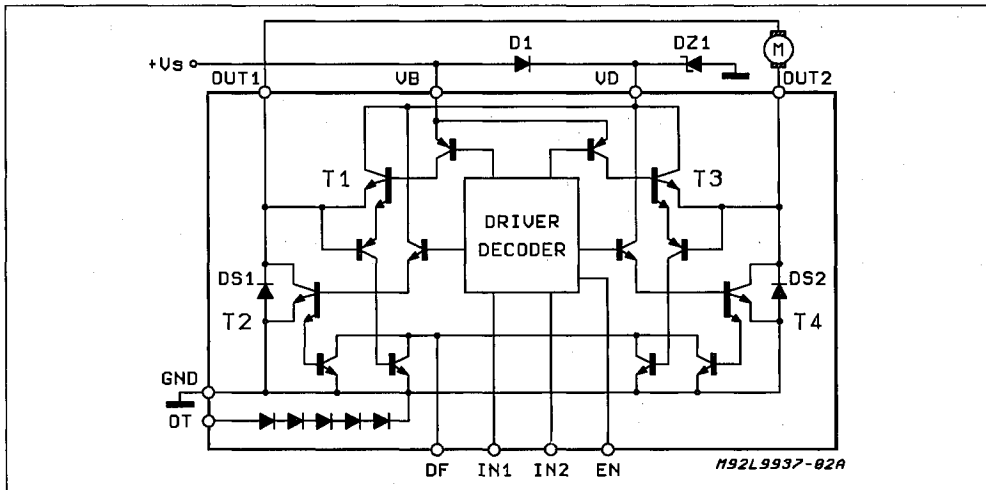 D1
DZ1
M
+Vs
OUT1
VB
VD
OUT2
T1
T3
DRIVER
DECODER
DS1
DS2
T2
T4
GND
DT
DF
IN1
IN2
EN
M92L9937-02A